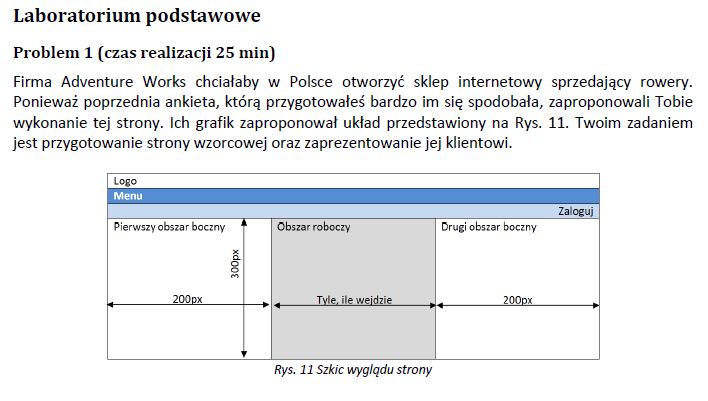 Laboratorium podstawowe
Problem 1 (czas realizacji 25 min)
Firma Adventure Works chciałaby w Polsce otworzyć sklep internetowy sprzedający rowery.
Ponieważ poprzednia ankieta, którą przygotowałeś bardzo im się spodobała, zaproponowali Tobie
wykonanie tej strony. Ich grafik zaproponował układ przedstawiony na Rys. 11. Twoim zadaniem
jest przygotowanie strony wzorcowej oraz zaprezentowanie jej klientowi.
Logo
Menu
Zaloguj
Pierwszy obszar boczny
Obszar roboczy
Drugi obszar boczny
300px
200px
Tyle, ile wejdzie
200px
Rys. 11 Szkic wyglądu strony